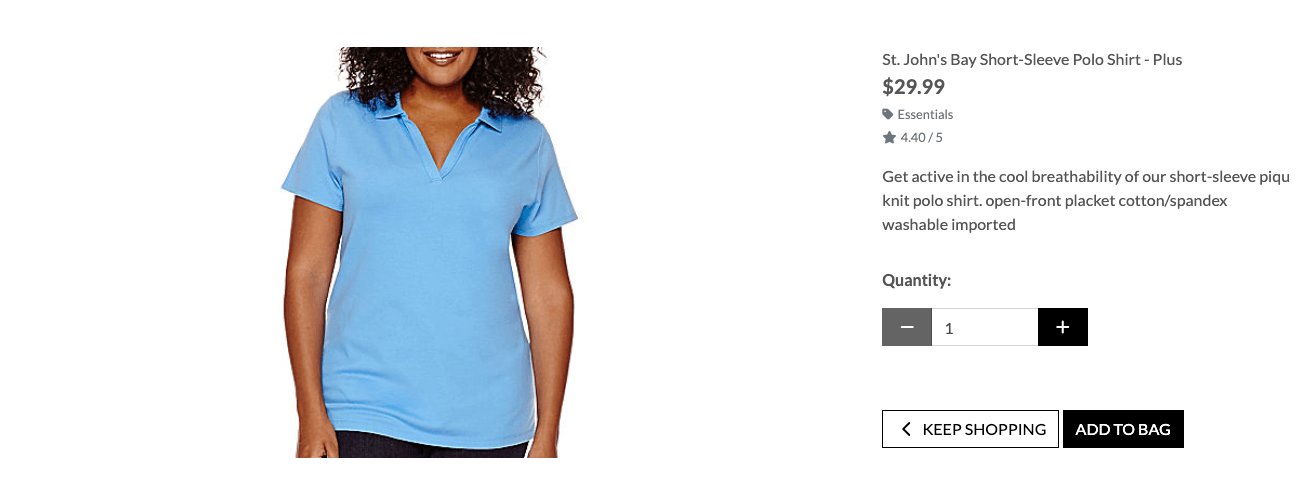 St. John's Bay Short-Sleeve Polo Shirt - Plus
$29.99
Essentials
4.40 / 5
Get active in the cool breathability of our short-sleeve piqu
knit polo shirt. open-front placket cotton/spandex
washable imported
Quantity:
− 1 +
KEEP SHOPPING ADD TO BAG